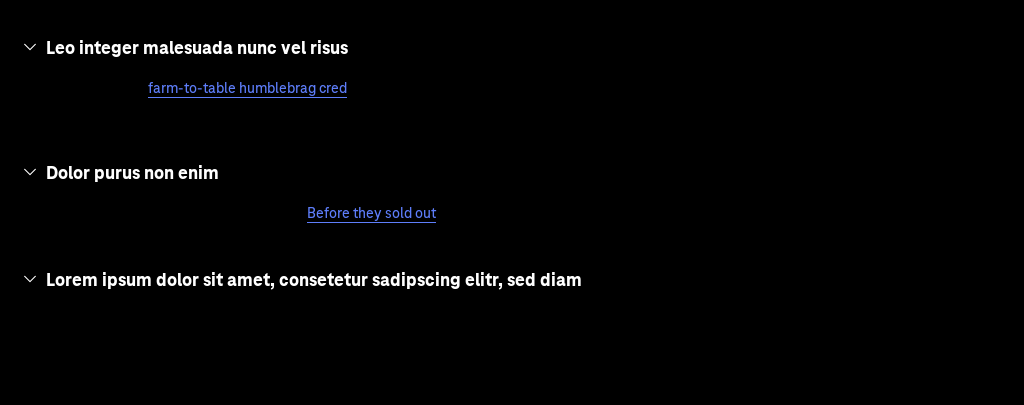 Leo integer malesuada nunc vel risus
farm-to-table humblebrag cred
Dolor purus non enim
Before they sold out
Lorem ipsum dolor sit amet, consetetur sadipscing elitr, sed diam